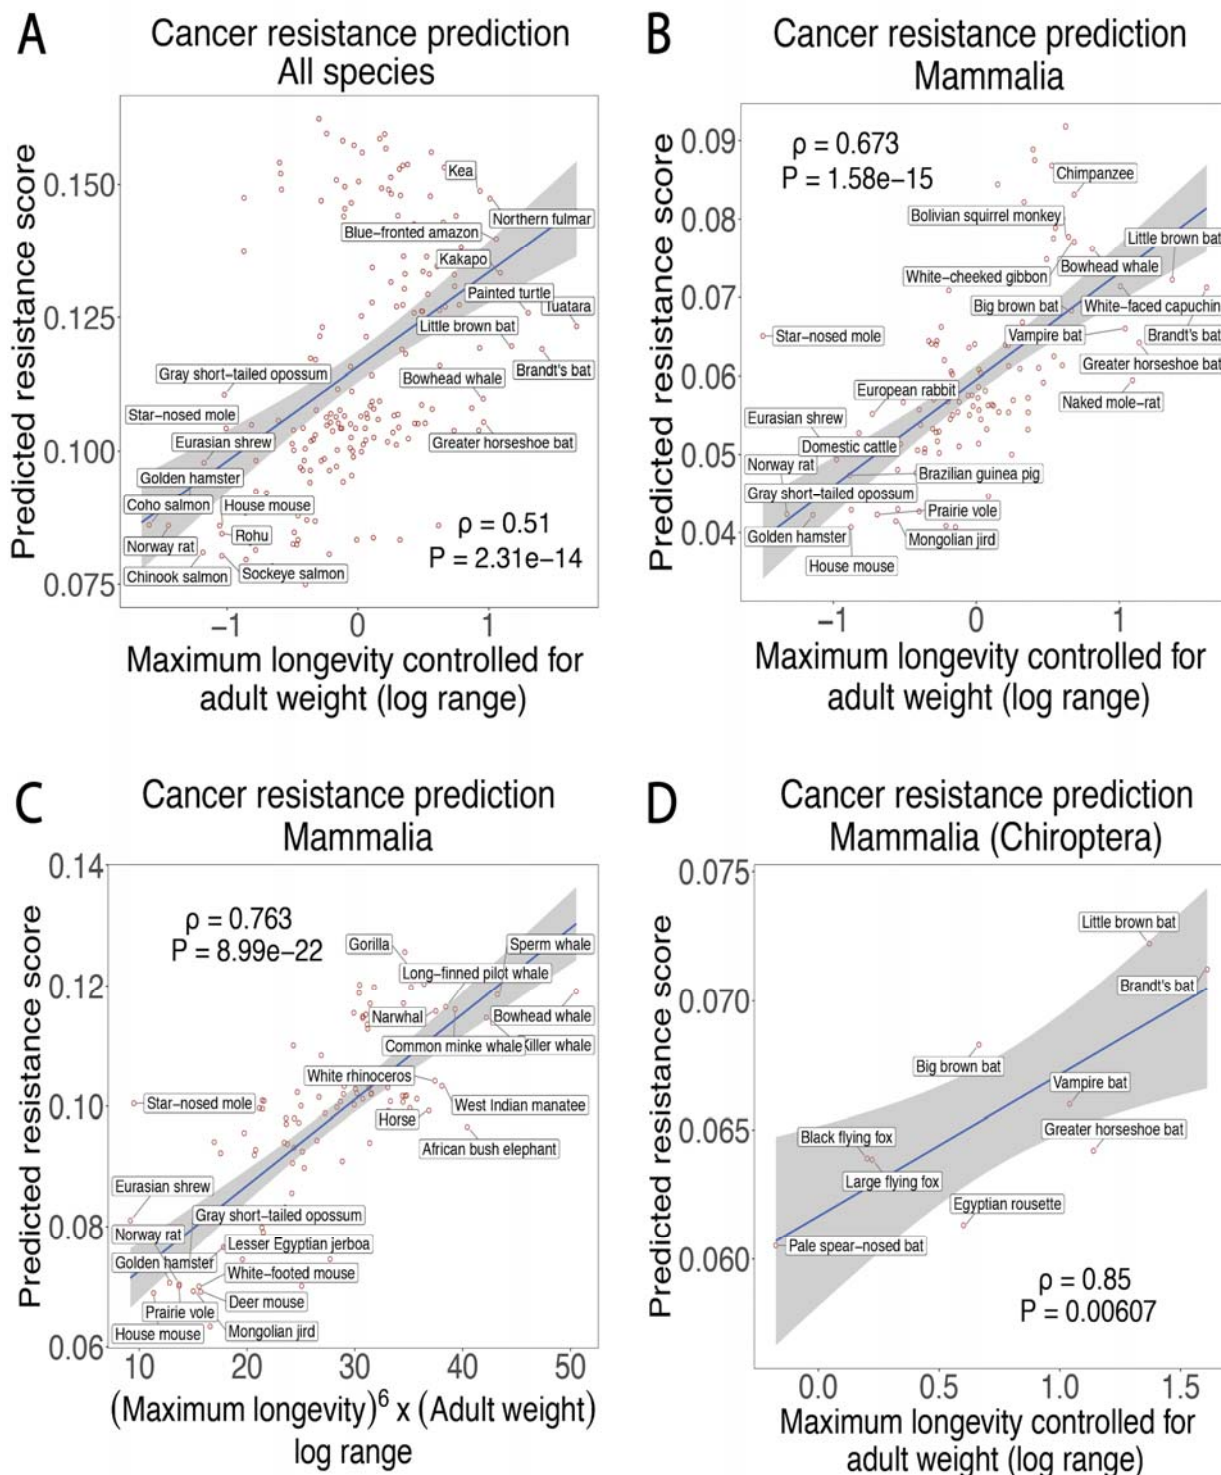 A
Cancer resistance prediction
All species
Predicted resistance score
0.150
0.125
0.100
0.075
Kea
Northern fulmar
Blue−fronted amazon
Kakapo
Painted turtle
Tuatara
Little brown bat
Brandt's bat
Gray short−tailed opossum
Bowhead whale
Star−nosed mole
Eurasian shrew
Greater horseshoe bat
Golden hamster
Coho salmon
House mouse
Norway rat
Rohu
Chinook salmon
Sockeye salmon
ρ = 0.51
P = 2.31e−14
−1
0
1
Maximum longevity controlled for
adult weight (log range)
B
Cancer resistance prediction
Mammalia
Predicted resistance score
0.09
0.08
0.07
0.06
0.05
0.04
ρ = 0.673
P = 1.58e−15
Chimpanzee
Bolivian squirrel monkey
Little brown bat
White−cheeked gibbon
Bowhead whale
Big brown bat
White−faced capuchin
Star−nosed mole
Vampire bat
Brandt's bat
Greater horseshoe bat
European rabbit
Naked mole−rat
Eurasian shrew
Domestic cattle
Norway rat
Brazilian guinea pig
Gray short−tailed opossum
Prairie vole
Golden hamster
Mongolian jird
House mouse
−1
0
1
Maximum longevity controlled for
adult weight (log range)
C
Cancer resistance prediction
Mammalia
Predicted resistance score
0.14
0.12
0.10
0.08
0.06
ρ = 0.763
P = 8.99e−22
Gorilla
Sperm whale
Long−finned pilot whale
Narwhal
Bowhead whale
Common minke whale
Killer whale
White rhinoceros
Star−nosed mole
West Indian manatee
Horse
African bush elephant
Eurasian shrew
Gray short−tailed opossum
Norway rat
Lesser Egyptian jerboa
Golden hamster
White−footed mouse
Deer mouse
Prairie vole
House mouse
Mongolian jird
10
20
30
40
50
(Maximum longevity)⁶ x (Adult weight)
log range
D
Cancer resistance prediction
Mammalia (Chiroptera)
Predicted resistance score
0.075
0.070
0.065
0.060
Little brown bat
Brandt's bat
Big brown bat
Vampire bat
Black flying fox
Greater horseshoe bat
Large flying fox
Egyptian rousette
Pale spear−nosed bat
ρ = 0.85
P = 0.00607
0.0
0.5
1.0
1.5
Maximum longevity controlled for
adult weight (log range)